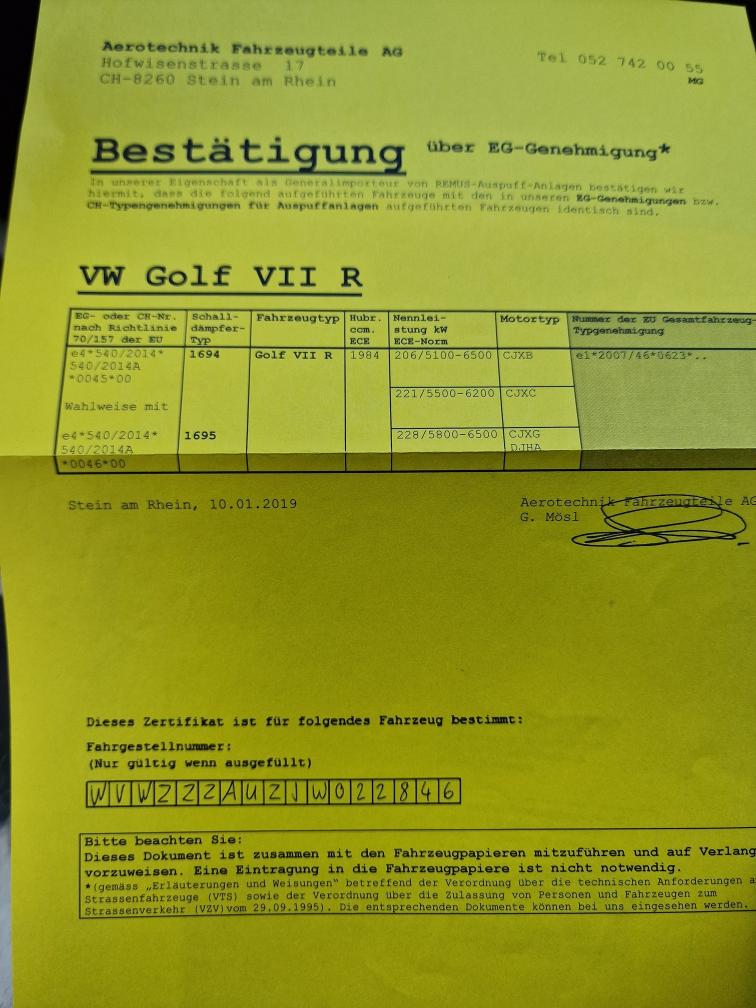 Aerotechnik Fahrzeugteile AG
Hofwisenstrasse 17
CH-8260 Stein am Rhein
Tel 052 742 00 55
MG
Bestätigung über EG-Genehmigung*
In unserer Eigenschaft als Generalimporteur von REMUS-Auspuff-Anlagen bestätigen wir
hiermit, dass die folgend aufgeführten Fahrzeuge mit den in unseren EG-Genehmigungen bzw.
CH-Typengenehmigungen für Auspuffanlagen aufgeführten Fahrzeugen identisch sind.
VW Golf VII R
EG- oder CH-Nr. nach Richtlinie 70/157 der EU Schall-dämpfer-Typ Fahrzeugtyp Hubr. ccm. ECE Nennlei-stung kW ECE-Norm Motortyp Nummer der EU Gesamtfahrzeug-Typgenehmigung
e4*540/2014* 1694 Golf VII R 1984 206/5100-6500 CJXB e1*2007/46*0623*..
540/2014A
*0045*00
221/5500-6200 CJXC
Wahlweise mit
e4*540/2014* 1695 228/5800-6500 CJXG
540/2014A DJHA
*0046*00
Stein am Rhein, 10.01.2019
Aerotechnik Fahrzeugteile AG
G. Mösl
Dieses Zertifikat ist für folgendes Fahrzeug bestimmt:
Fahrgestellnummer:
(Nur gültig wenn ausgefüllt)
WVWZZZAUZJW022846
Bitte beachten Sie:
Dieses Dokument ist zusammen mit den Fahrzeugpapieren mitzuführen und auf Verlang
vorzuweisen. Eine Eintragung in die Fahrzeugpapiere ist nicht notwendig.
*(gemäss „Erläuterungen und Weisungen" betreffend der Verordnung über die technischen Anforderungen a
Strassenfahrzeuge (VTS) sowie der Verordnung über die Zulassung von Personen und Fahrzeugen zum
Strassenverkehr (VZV) vom 29.09.1995). Die entsprechenden Dokumente können bei uns eingesehen werden.